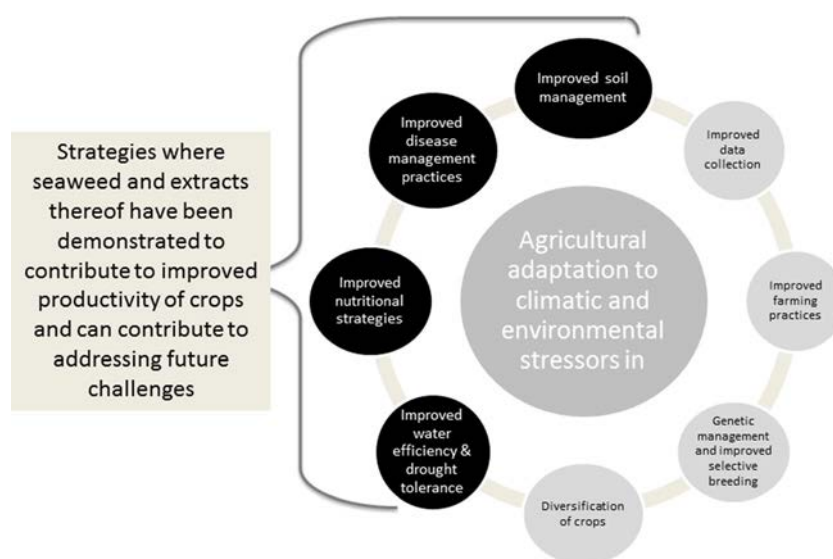 Strategies where
seaweed and extracts
thereof have been
demonstrated to
contribute to improved
productivity of crops
and can contribute to
addressing future
challenges
Improved soil
management
Improved
data
collection
Improved
farming
practices
Genetic
management
and improved
selective
breeding
Diversification
of crops
Improved
water
efficiency &
drought
tolerance
Improved
nutritional
strategies
Improved
disease
management
practices
Agricultural
adaptation to
climatic and
environmental
stressors in